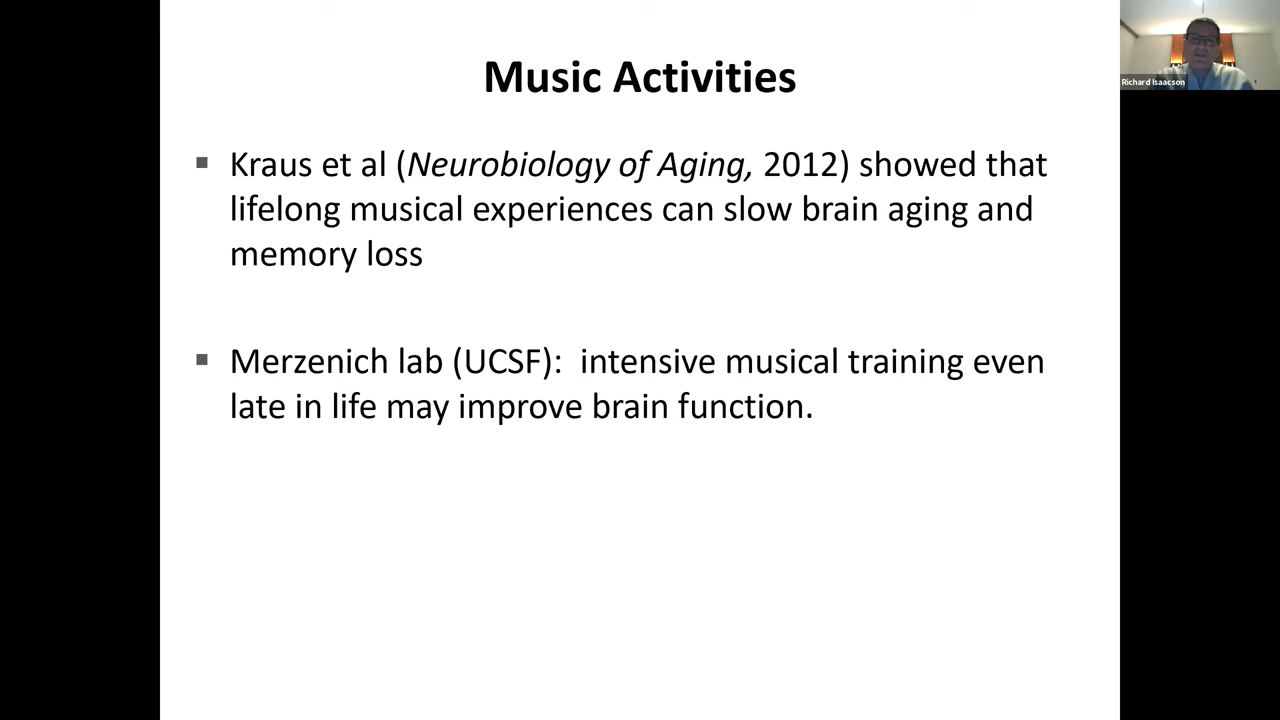 Music Activities
Richard Isaacson
▪ Kraus et al (Neurobiology of Aging, 2012) showed that
lifelong musical experiences can slow brain aging and
memory loss
▪ Merzenich lab (UCSF):  intensive musical training even
late in life may improve brain function.